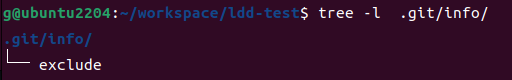 g@ubuntu2204:~/workspace/ldd-test$ tree -l  .git/info/
.git/info/
└── exclude